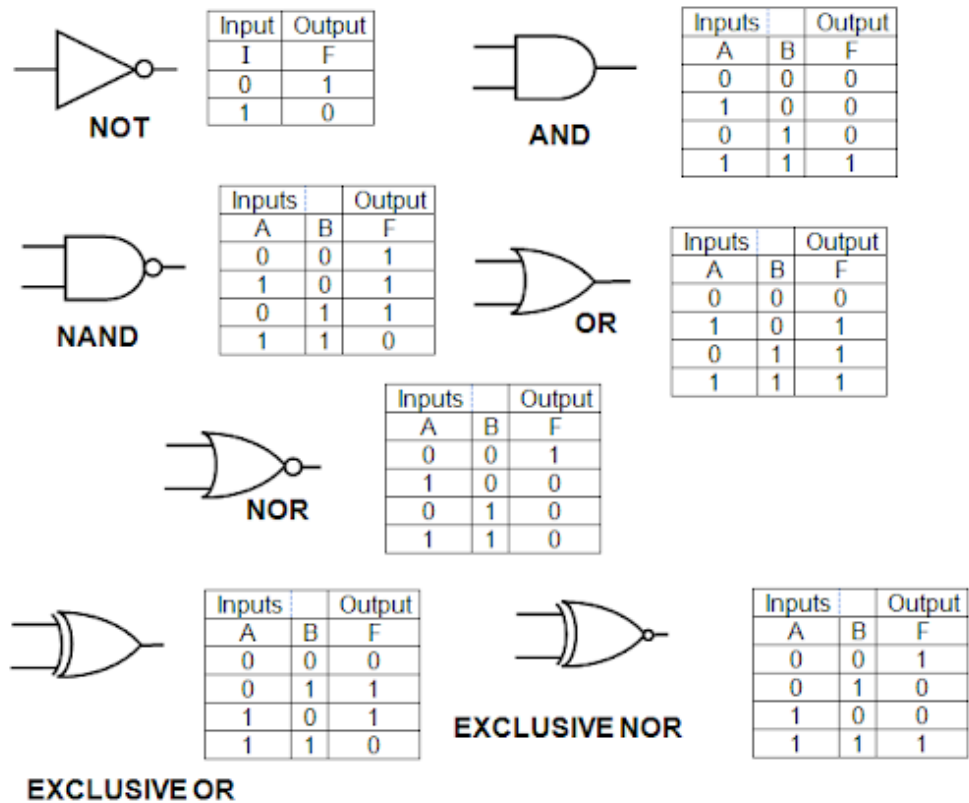 Input Output
I F
0 1
1 0
NOT
Inputs Output
A B F
0 0 0
1 0 0
0 1 0
1 1 1
AND
Inputs Output
A B F
0 0 1
1 0 1
0 1 1
1 1 0
NAND
Inputs Output
A B F
0 0 0
1 0 1
0 1 1
1 1 1
OR
Inputs Output
A B F
0 0 1
1 0 0
0 1 0
1 1 0
NOR
Inputs Output
A B F
0 0 0
0 1 1
1 0 1
1 1 0
EXCLUSIVE OR
Inputs Output
A B F
0 0 1
0 1 0
1 0 0
1 1 1
EXCLUSIVE NOR